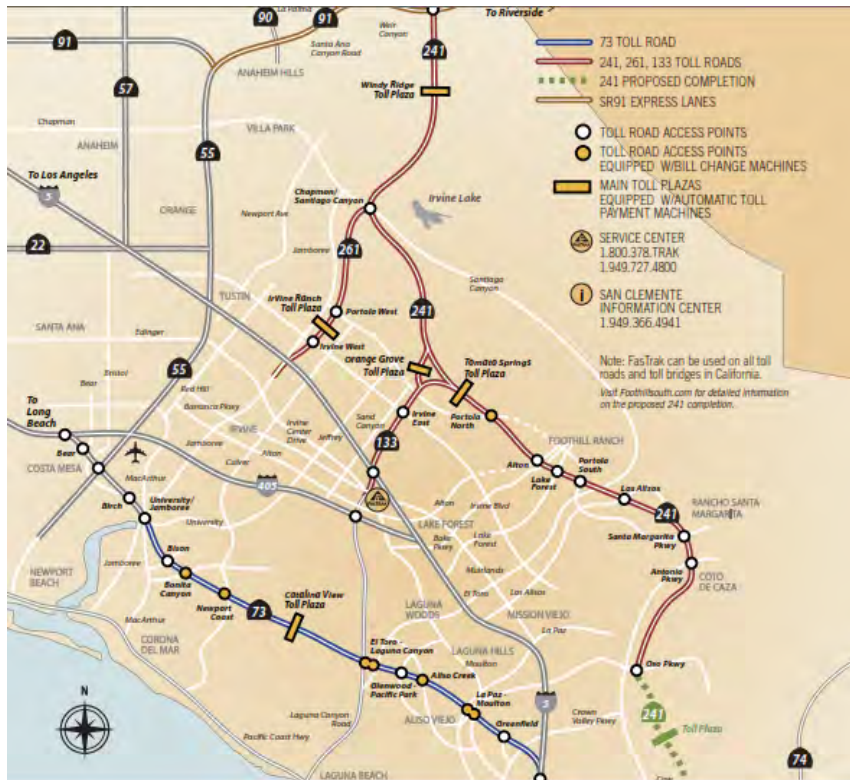 To Riverside
La Palma
90
91
91
Weir
Canyon
Santa Ana
Canyon Road
241
57
ANAHEIM HILLS
Windy Ridge
Toll Plaza
Chapman
ANAHEIM
VILLA PARK
55
To Los Angeles
5
Chapman/
Santiago Canyon
Irvine Lake
ORANGE
Newport Ave
22
Jamboree
261
Santiago
Canyon
TUSTIN
Irvine Ranch
Toll Plaza
Portola West
241
SANTA ANA
Edinger
Irvine West
Orange Grove
Toll Plaza
Tomato Springs
Toll Plaza
55
Bristol
Bear
Red Hill
Barranca Pkwy
To
Long
Beach
Irvine
Center
Drive
Sand
Canyon
Irvine
East
Portola
North
IRVINE
Jeffrey
133
FOOTHILL RANCH
Bear
Jamboree
Alton
Culver
COSTA MESA
MacArthur
405
Alton
Lake
Forest
Portola
South
Los Alisos
Birch
University/
Jamboree
University
Alton
Irvine Blvd
RANCHO SANTA
MARGARITA
241
LAKE FOREST
Bake
Pkwy
Lake
Forest
Santa Margarita
Pkwy
Bison
Jamboree
Muirlands
Antonio
Pkwy
COTO
DE CAZA
NEWPORT
BEACH
Bonita
Canyon
Newport
Coast
73
Catalina View
Toll Plaza
El Toro
Los Alisos
LAGUNA
WOODS
MISSION VIEJO
MacArthur
CORONA
DEL MAR
La Paz
El Toro -
Laguna Canyon
LAGUNA HILLS
Moulton
Aliso Creek
Oso Pkwy
Glenwood -
Pacific Park
La Paz -
Moulton
5
N
Laguna Canyon
Road
ALISO VIEJO
Greenfield
Crown
Valley Pkwy
241
Toll Plaza
Pacific Coast Hwy
LAGUNA BEACH
74
73 TOLL ROAD
241, 261, 133 TOLL ROADS
241 PROPOSED COMPLETION
SR91 EXPRESS LANES
TOLL ROAD ACCESS POINTS
TOLL ROAD ACCESS POINTS
EQUIPPED W/BILL CHANGE MACHINES
MAIN TOLL PLAZAS
EQUIPPED W/AUTOMATIC TOLL
PAYMENT MACHINES
SERVICE CENTER
1.800.378.TRAK
1.949.727.4800
i
SAN CLEMENTE
INFORMATION CENTER
1.949.366.4941
Note: FasTrak can be used on all toll
roads and toll bridges in California.
Visit Foothillsouth.com for detailed information
on the proposed 241 completion.